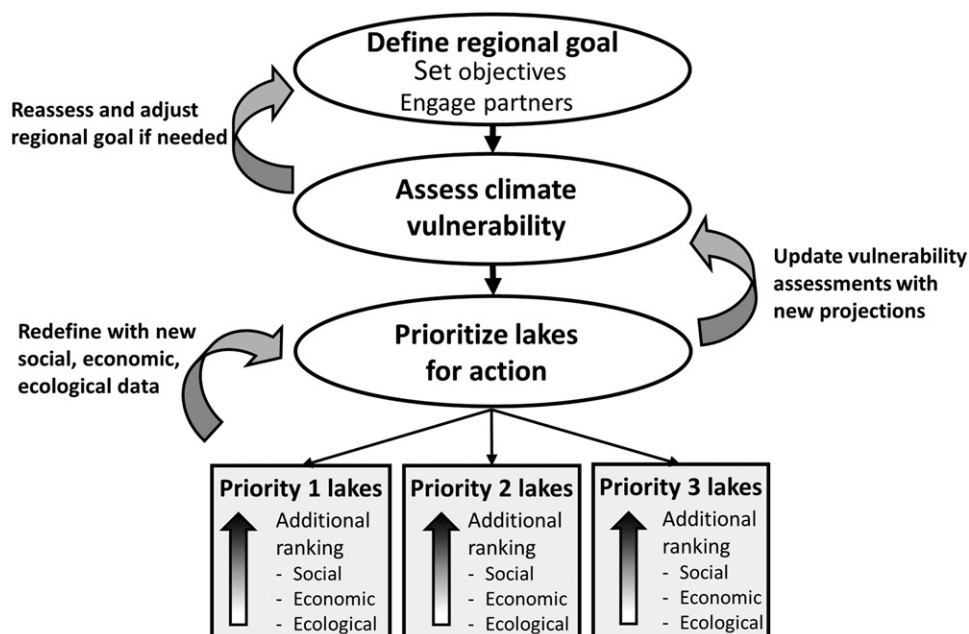 Define regional goal
Set objectives
Engage partners
Reassess and adjust
regional goal if needed
Assess climate
vulnerability
Update vulnerability
assessments with
new projections
Redefine with new
social, economic,
ecological data
Prioritize lakes
for action
Priority 1 lakes
Additional
ranking
- Social
- Economic
- Ecological
Priority 2 lakes
Additional
ranking
- Social
- Economic
- Ecological
Priority 3 lakes
Additional
ranking
- Social
- Economic
- Ecological